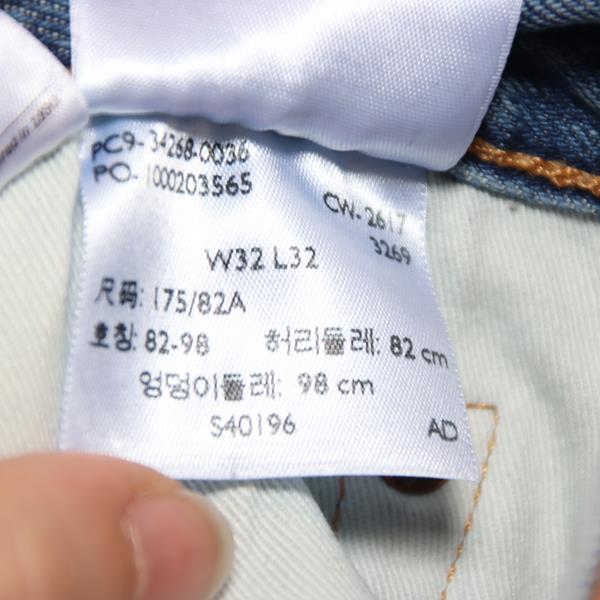 PC9-34268-0036
PO-1000203565
CW-2617
3269
W32 L32
尺码: 175/82A
호칭: 82-98 허리둘레: 82 cm
엉덩이둘레: 98 cm
S40196 AD